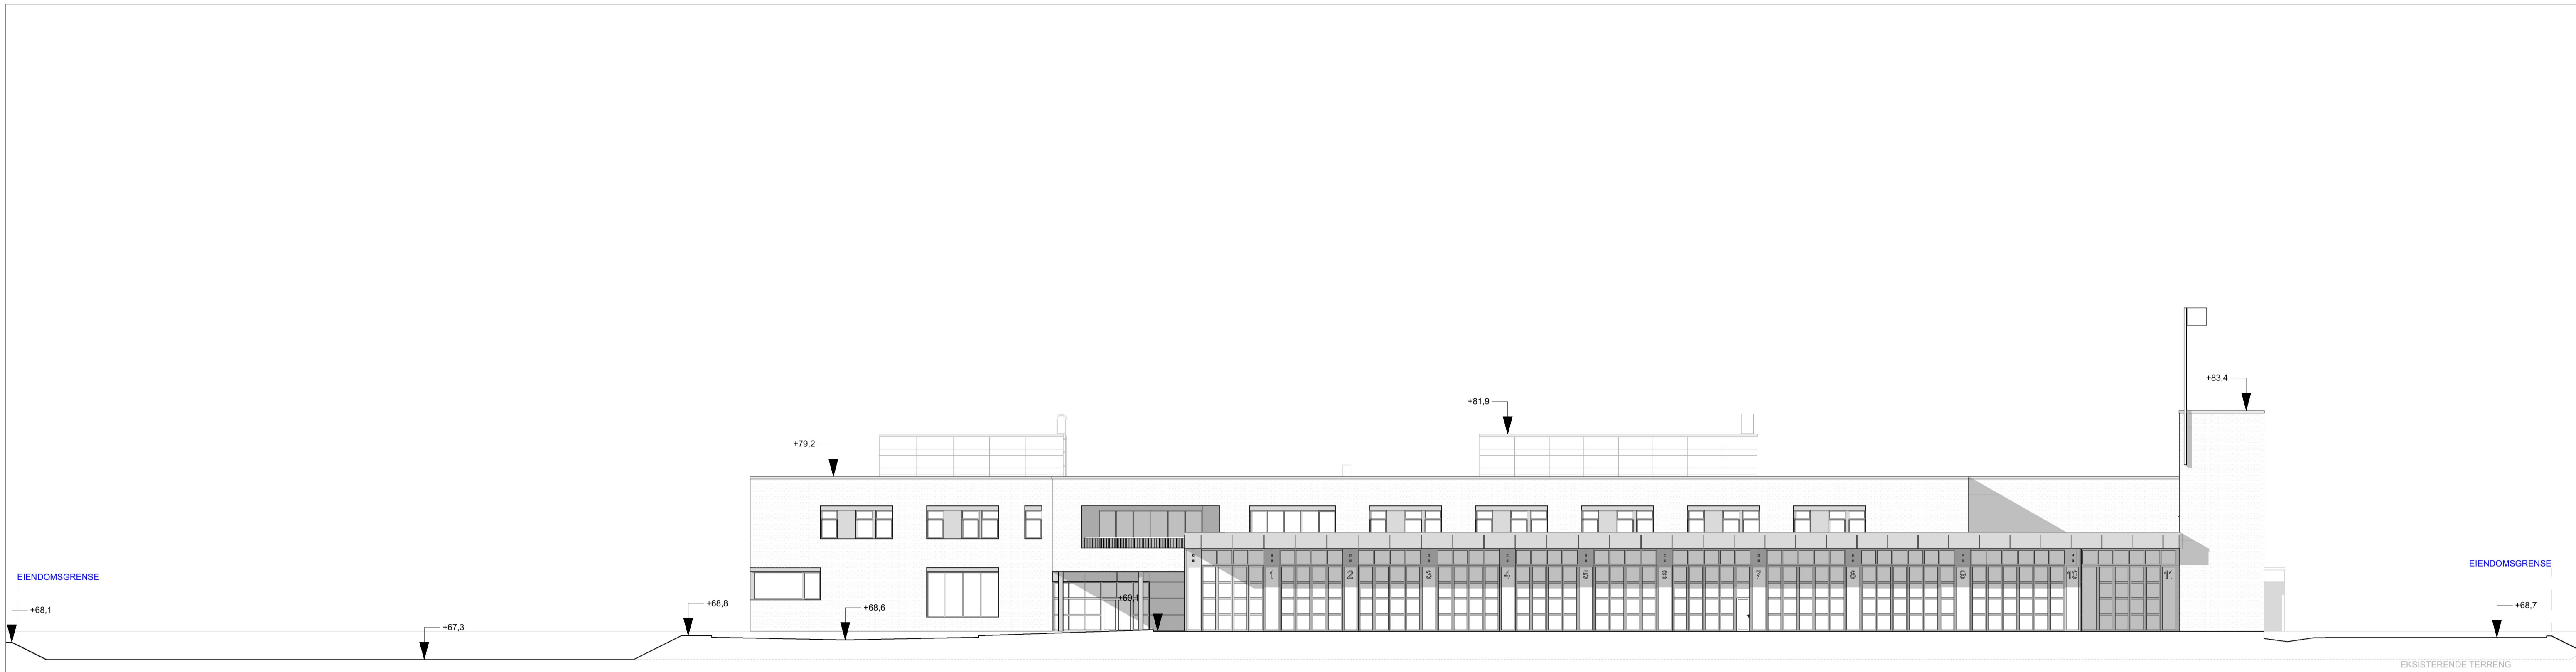 +83,4
+81,9
+79,2
EIENDOMSGRENSE
EIENDOMSGRENSE
1 2 3 4 5 6 7 8 9 10 11
+69,1
+68,1
+68,8
+68,6
+68,7
+67,3
EKSISTERENDE TERRENG